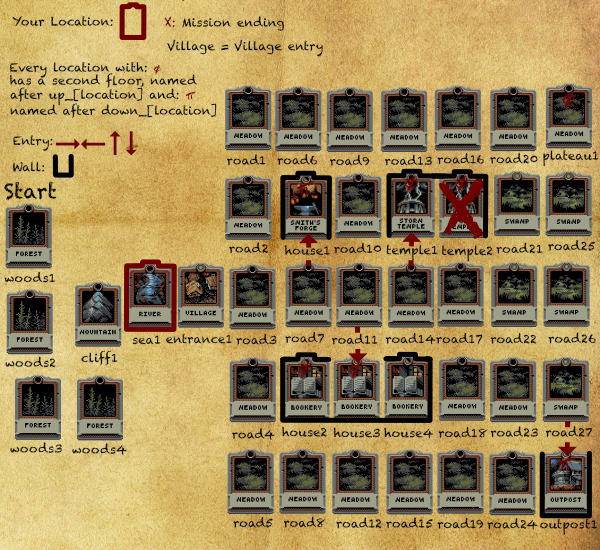 Your Location:
X: Mission ending
Village = Village entry
Every location with: ø
has a second floor, named
after up_[location] and: π
named after down_[location]
Entry: →← ↑ ↓
Wall:
Start
MEADOW MEADOW MEADOW MEADOW MEADOW MEADOW MEADOW
road1 road6 road9 road13 road16 road20 plateau1
FOREST MEADOW SMITH'S FORGE MEADOW STORM TEMPLE SWAMP SWAMP
woods1 road2 house1 road10 temple1 temple2 road21 road25
FOREST MOUNTAIN RIVER VILLAGE MEADOW MEADOW MEADOW MEADOW MEADOW SWAMP SWAMP
woods2 cliff1 sea1 entrance1 road3 road7 road11 road14 road17 road22 road26
FOREST FOREST MEADOW BOOKERY BOOKERY BOOKERY MEADOW MEADOW SWAMP
woods3 woods4 road4 house2 house3 house4 road18 road23 road27
MEADOW MEADOW MEADOW MEADOW MEADOW MEADOW OUTPOST
road5 road8 road12 road15 road19 road24 outpost1